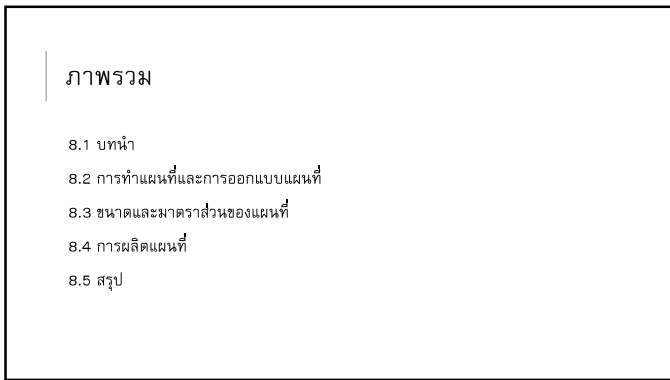 ภาพรวม
8.1 บทนำ
8.2 การทำแผนที่และการออกแบบแผนที่
8.3 ขนาดและมาตราส่วนของแผนที่
8.4 การผลิตแผนที่
8.5 สรุป